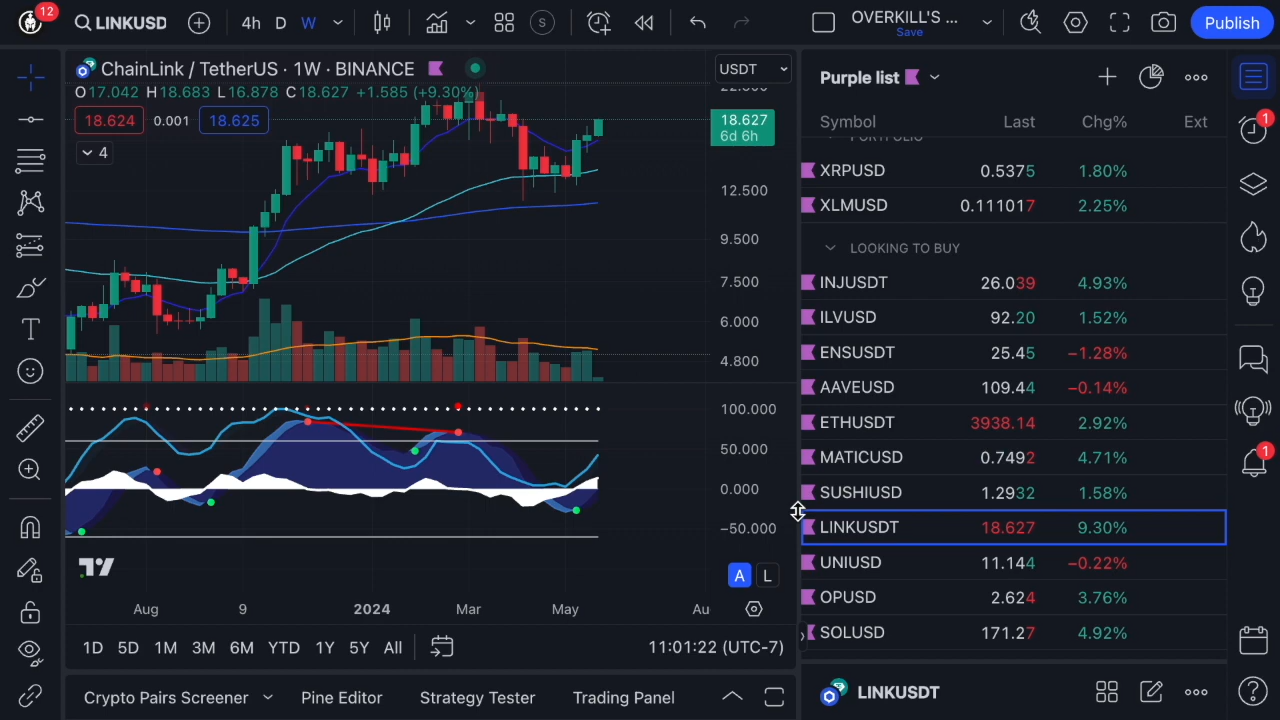 12
LINKUSD
4h D W
S
OVERKILL'S ...
Save
Publish
ChainLink / TetherUS · 1W · BINANCE
USDT
O17.042 H18.683 L16.878 C18.627 +1.585 (+9.30%)
18.624 0.001 18.625
4
18.627
6d 6h
12.500
9.500
7.500
6.000
4.800
100.000
50.000
0.000
−50.000
A L
Aug 9 2024 Mar May Au
1D 5D 1M 3M 6M YTD 1Y 5Y All
11:01:22 (UTC-7)
Crypto Pairs Screener Pine Editor Strategy Tester Trading Panel
Purple list
Symbol Last Chg% Ext
PORTFOLIO
XRPUSD 0.5375 1.80%
XLMUSD 0.111017 2.25%
LOOKING TO BUY
INJUSDT 26.039 4.93%
ILVUSD 92.20 1.52%
ENSUSDT 25.45 −1.28%
AAVEUSD 109.44 −0.14%
ETHUSDT 3938.14 2.92%
MATICUSD 0.7492 4.71%
SUSHIUSD 1.2932 1.58%
LINKUSDT 18.627 9.30%
UNIUSD 11.144 −0.22%
OPUSD 2.624 3.76%
SOLUSD 171.27 4.92%
LINKUSDT
1
1